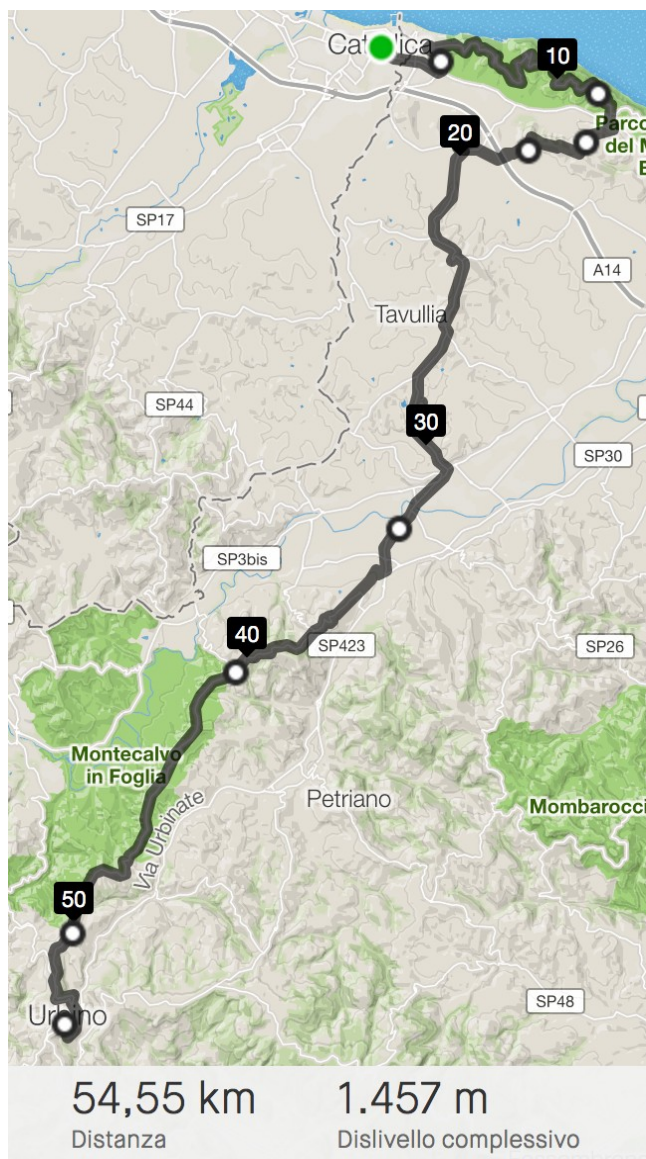 Cattolica
10
Parco
del M
20
SP17
A14
Tavullia
SP44
30
SP30
SP3bis
40
SP423
SP26
Montecalvo
in Foglia
Via Urbinate
Petriano
Mombarocci
50
SP48
Urbino
54,55 km
1.457 m
Distanza
Dislivello complessivo